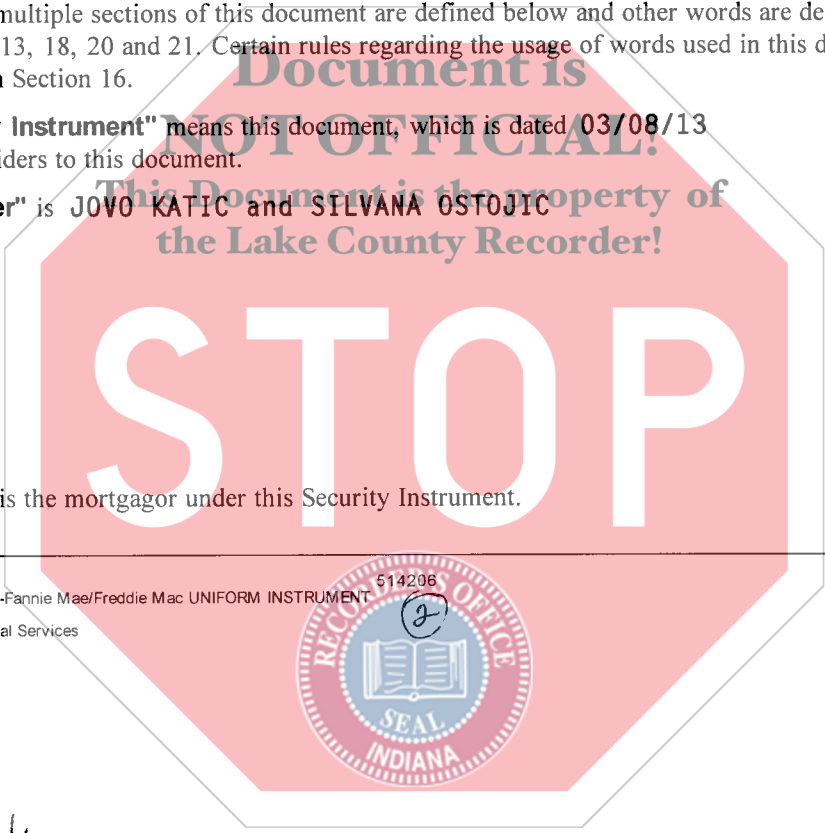 multiple sections of this document are defined below and other words are de
13, 18, 20 and 21. Certain rules regarding the usage of words used in this d
Section 16.
Document is
Instrument" means this document, which is dated 03/08/13
NOT OFFICIAL!
iders to this document.
This Document is the property of
er" is JOVO KATIC and SILVANA OSTOJIC
the Lake County Recorder!
STOP
is the mortgagor under this Security Instrument.
514206
-Fannie Mae/Freddie Mac UNIFORM INSTRUMENT
2
al Services
RECORDER'S OFFICE
SEAL
INDIANA